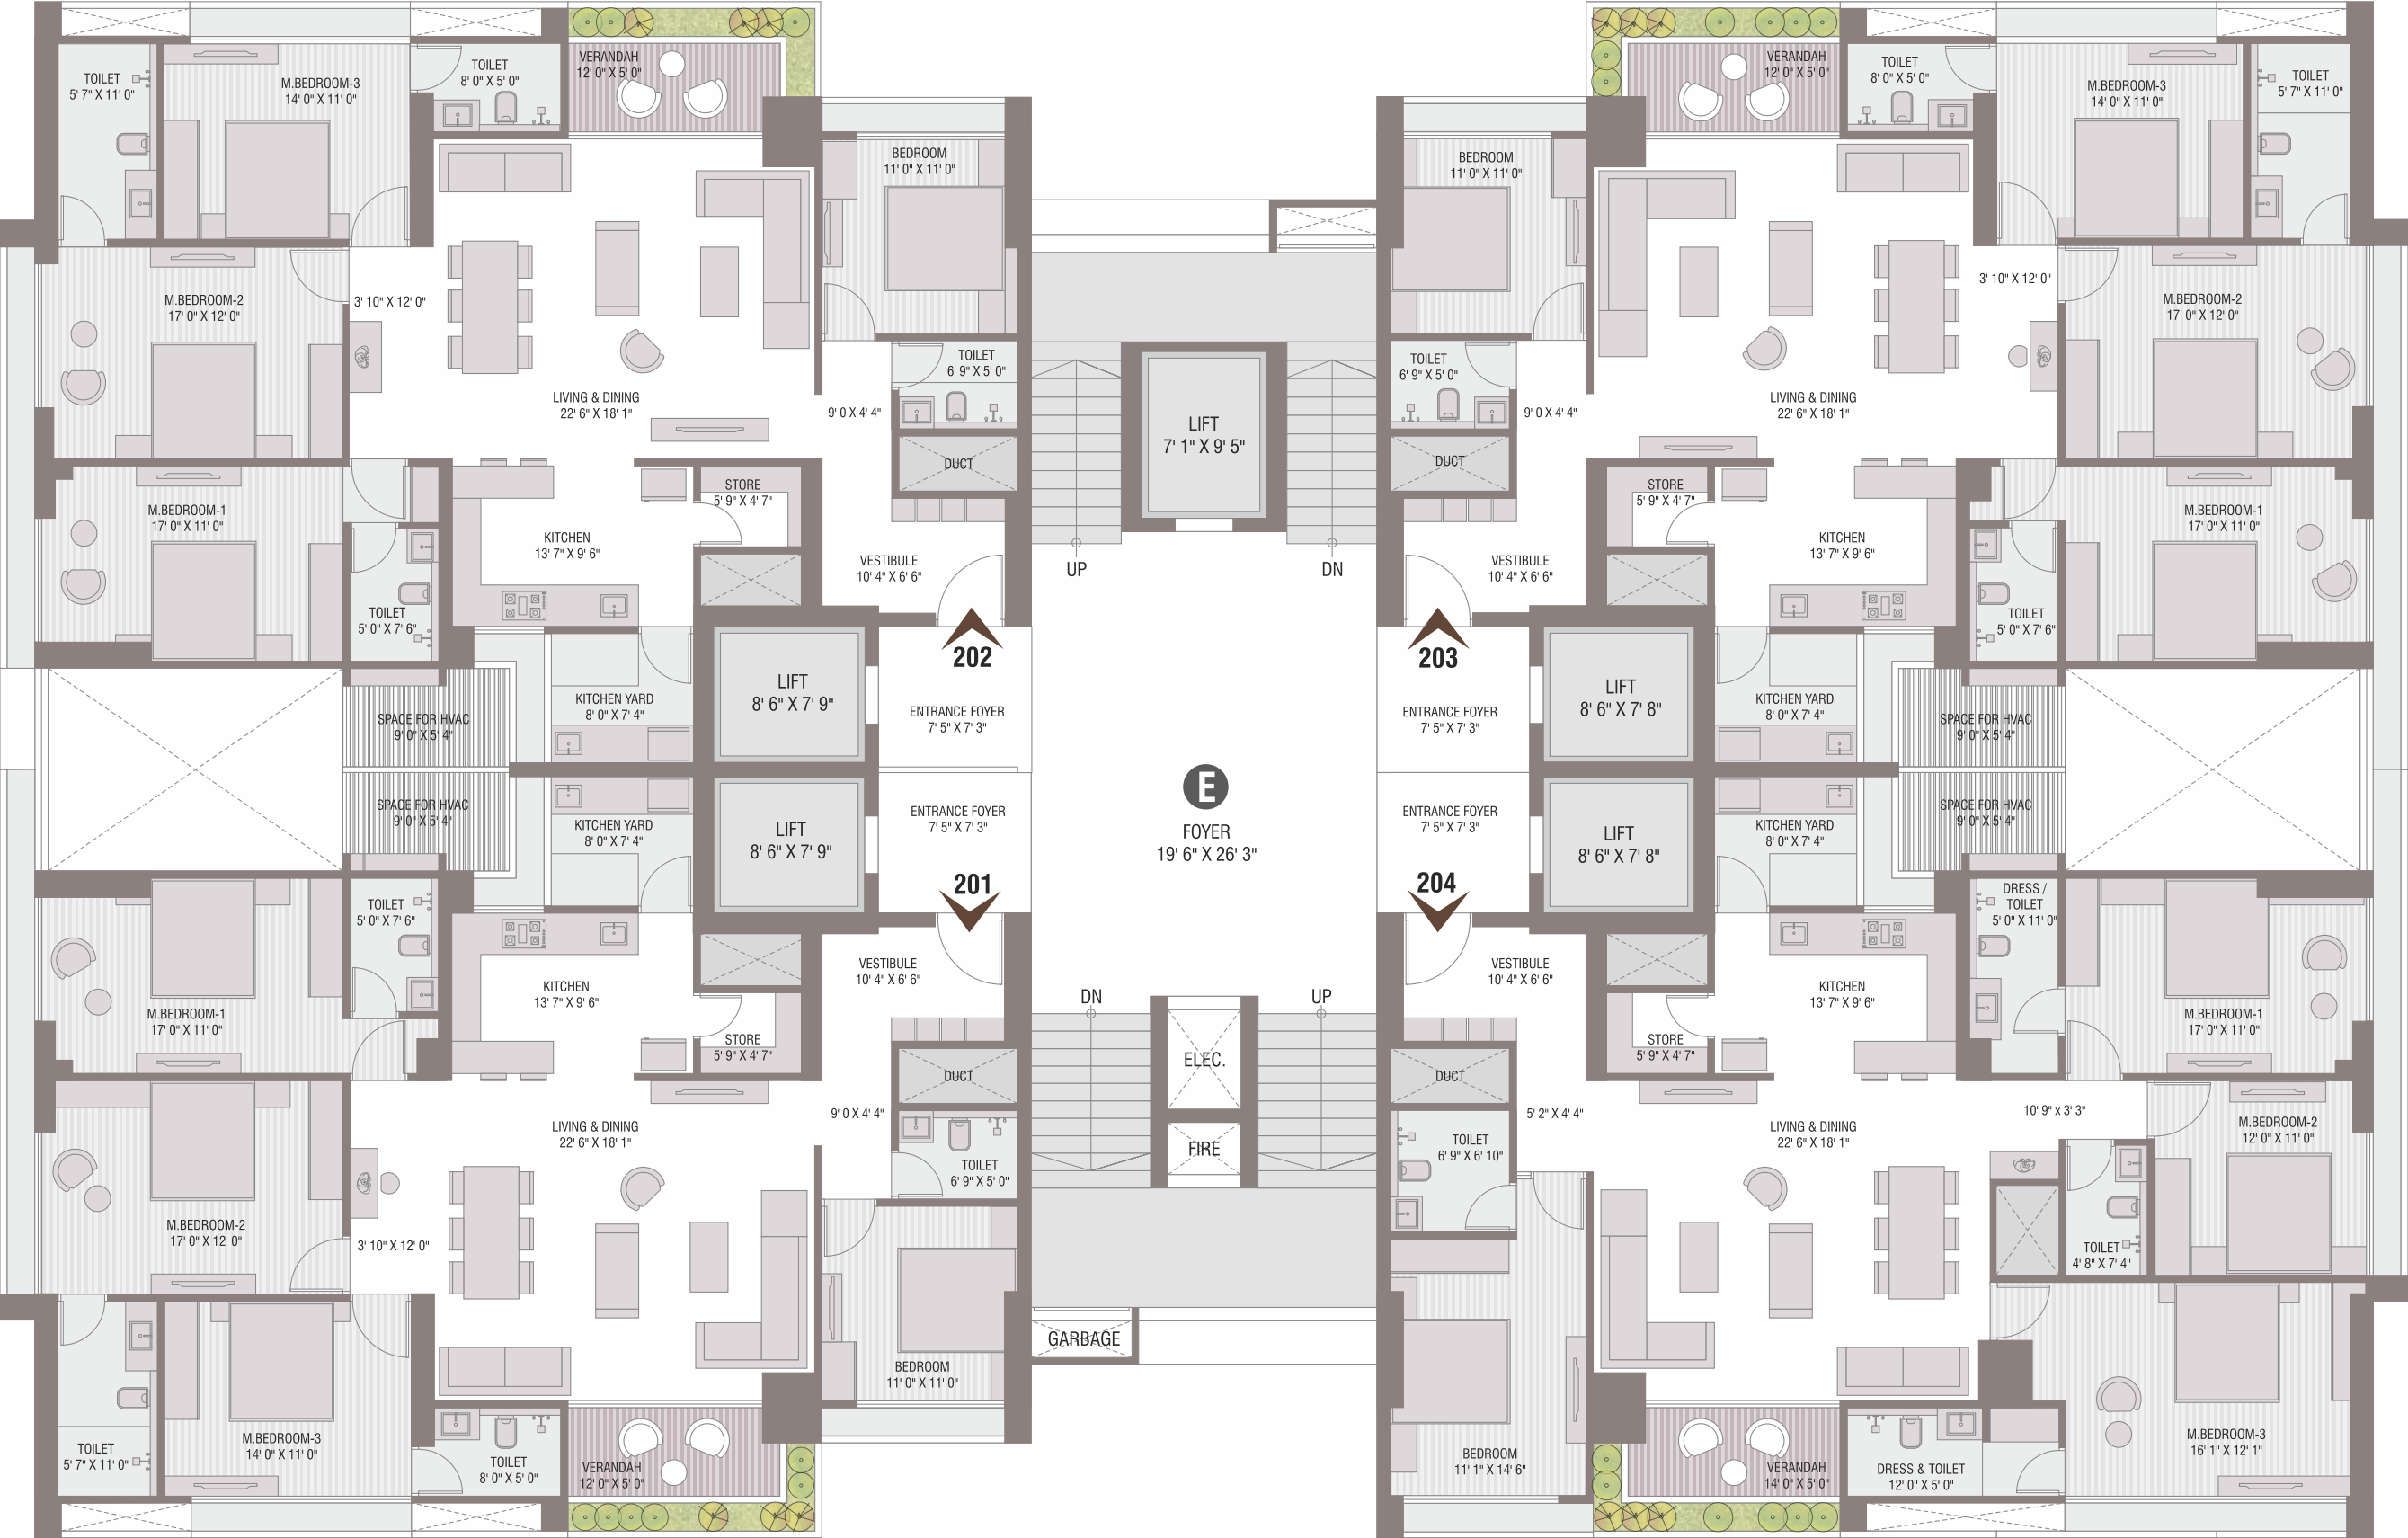 TOILET
5' 7" X 11' 0"
M.BEDROOM-3
14' 0" X 11' 0"
TOILET
8' 0" X 5' 0"
VERANDAH
12' 0" X 5' 0"
BEDROOM
11' 0" X 11' 0"
M.BEDROOM-2
17' 0" X 12' 0"
3' 10" X 12' 0"
LIVING & DINING
22' 6" X 18' 1"
9' 0 X 4' 4"
TOILET
6' 9" X 5' 0"
DUCT
M.BEDROOM-1
17' 0" X 11' 0"
TOILET
5' 0" X 7' 6"
KITCHEN
13' 7" X 9' 6"
STORE
5' 9" X 4' 7"
VESTIBULE
10' 4" X 6' 6"
202
SPACE FOR HVAC
9' 0" X 5' 4"
KITCHEN YARD
8' 0" X 7' 4"
LIFT
8' 6" X 7' 9"
ENTRANCE FOYER
7' 5" X 7' 3"
LIFT
7' 1" X 9' 5"
UP
DN
VERANDAH
12' 0" X 5' 0"
TOILET
8' 0" X 5' 0"
M.BEDROOM-3
14' 0" X 11' 0"
TOILET
5' 7" X 11' 0"
BEDROOM
11' 0" X 11' 0"
3' 10" X 12' 0"
M.BEDROOM-2
17' 0" X 12' 0"
TOILET
6' 9" X 5' 0"
9' 0 X 4' 4"
LIVING & DINING
22' 6" X 18' 1"
DUCT
STORE
5' 9" X 4' 7"
KITCHEN
13' 7" X 9' 6"
M.BEDROOM-1
17' 0" X 11' 0"
VESTIBULE
10' 4" X 6' 6"
TOILET
5' 0" X 7' 6"
203
ENTRANCE FOYER
7' 5" X 7' 3"
LIFT
8' 6" X 7' 8"
KITCHEN YARD
8' 0" X 7' 4"
SPACE FOR HVAC
9' 0" X 5' 4"
E
FOYER
19' 6" X 26' 3"
SPACE FOR HVAC
9' 0" X 5' 4"
KITCHEN YARD
8' 0" X 7' 4"
LIFT
8' 6" X 7' 9"
ENTRANCE FOYER
7' 5" X 7' 3"
201
TOILET
5' 0" X 7' 6"
M.BEDROOM-1
17' 0" X 11' 0"
KITCHEN
13' 7" X 9' 6"
VESTIBULE
10' 4" X 6' 6"
STORE
5' 9" X 4' 7"
DUCT
LIVING & DINING
22' 6" X 18' 1"
9' 0 X 4' 4"
TOILET
6' 9" X 5' 0"
M.BEDROOM-2
17' 0" X 12' 0"
3' 10" X 12' 0"
BEDROOM
11' 0" X 11' 0"
TOILET
5' 7" X 11' 0"
M.BEDROOM-3
14' 0" X 11' 0"
TOILET
8' 0" X 5' 0"
VERANDAH
12' 0" X 5' 0"
DN
UP
ELEC.
FIRE
GARBAGE
ENTRANCE FOYER
7' 5" X 7' 3"
LIFT
8' 6" X 7' 8"
KITCHEN YARD
8' 0" X 7' 4"
SPACE FOR HVAC
9' 0" X 5' 4"
204
DRESS /
TOILET
5' 0" X 11' 0"
VESTIBULE
10' 4" X 6' 6"
KITCHEN
13' 7" X 9' 6"
M.BEDROOM-1
17' 0" X 11' 0"
STORE
5' 9" X 4' 7"
DUCT
5' 2" X 4' 4"
LIVING & DINING
22' 6" X 18' 1"
10' 9" x 3' 3"
M.BEDROOM-2
12' 0" X 11' 0"
TOILET
6' 9" X 6' 10"
TOILET
4' 8" X 7' 4"
BEDROOM
11' 1" X 14' 6"
VERANDAH
14' 0" X 5' 0"
DRESS & TOILET
12' 0" X 5' 0"
M.BEDROOM-3
16' 1" X 12' 1"